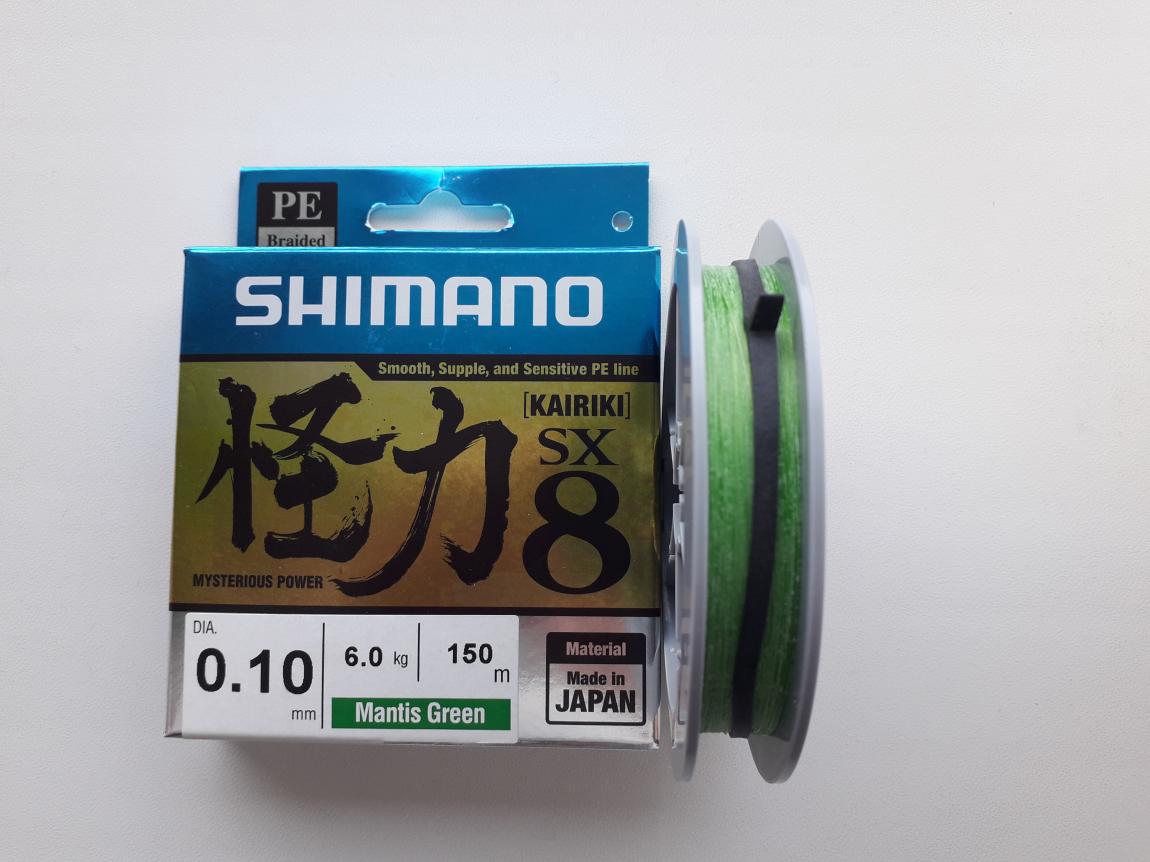 PE
Braided
SHIMANO
Smooth, Supple, and Sensitive PE line
怪力
[KAIRIKI]
SX
8
MYSTERIOUS POWER
DIA.
0.10
mm
6.0 kg
150
m
Mantis Green
Material
Made in
JAPAN